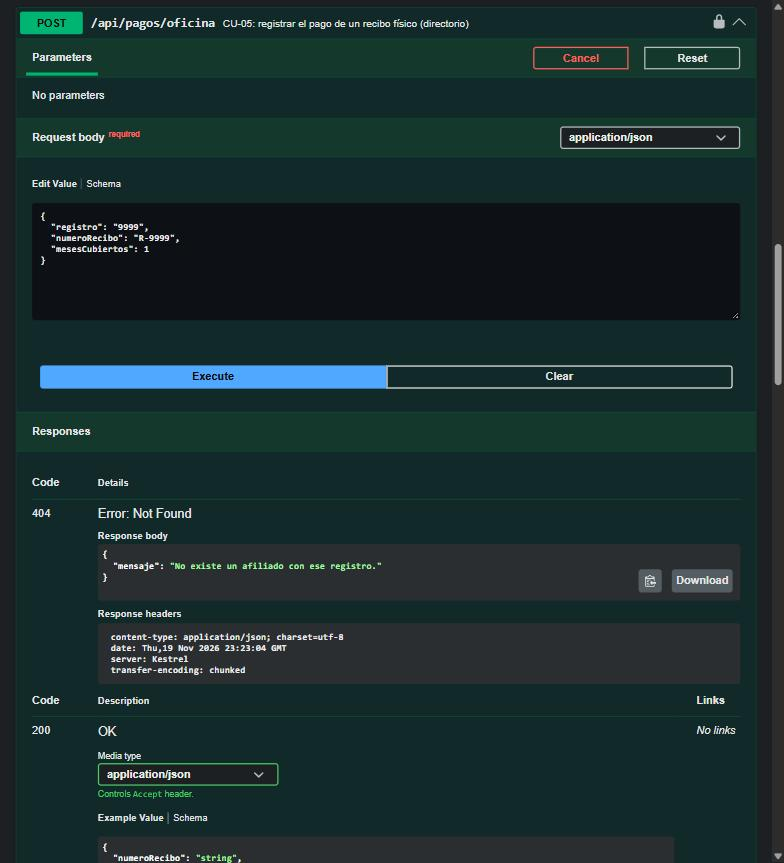 POST /api/pagos/oficina CU-05: registrar el pago de un recibo físico (directorio)
Parameters Cancel Reset
No parameters
Request body required application/json
Edit Value | Schema
{
"registro": "9999",
"numeroRecibo": "R-9999",
"mesesCubiertos": 1
}
Execute Clear
Responses
Code Details
404 Error: Not Found
Response body
{
"mensaje": "No existe un afiliado con ese registro."
}
Download
Response headers
content-type: application/json; charset=utf-8
date: Thu,19 Nov 2026 23:23:04 GMT
server: Kestrel
transfer-encoding: chunked
Code Description Links
200 OK No links
Media type
application/json
Controls Accept header.
Example Value | Schema
{
"numeroRecibo": "string",